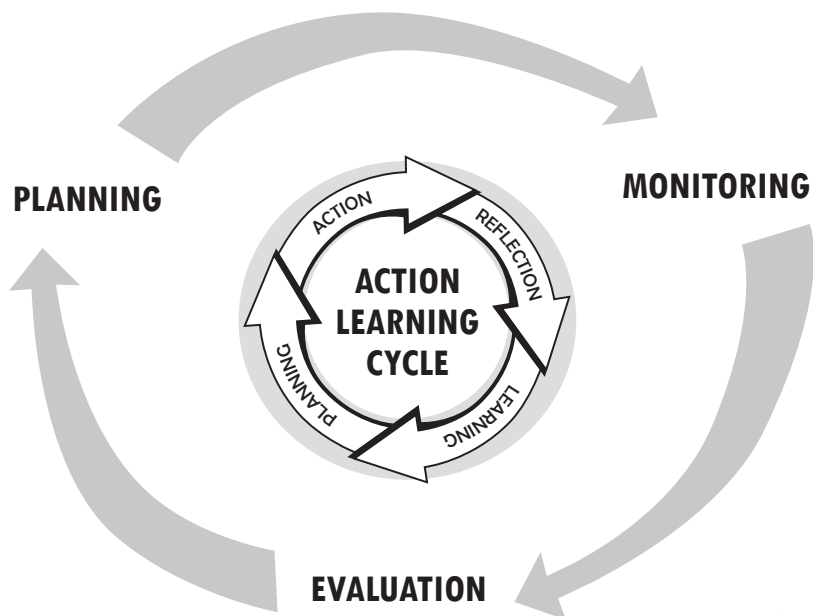 PLANNING
MONITORING
ACTION
REFLECTION
ACTION
LEARNING
CYCLE
PLANNING
LEARNING
EVALUATION